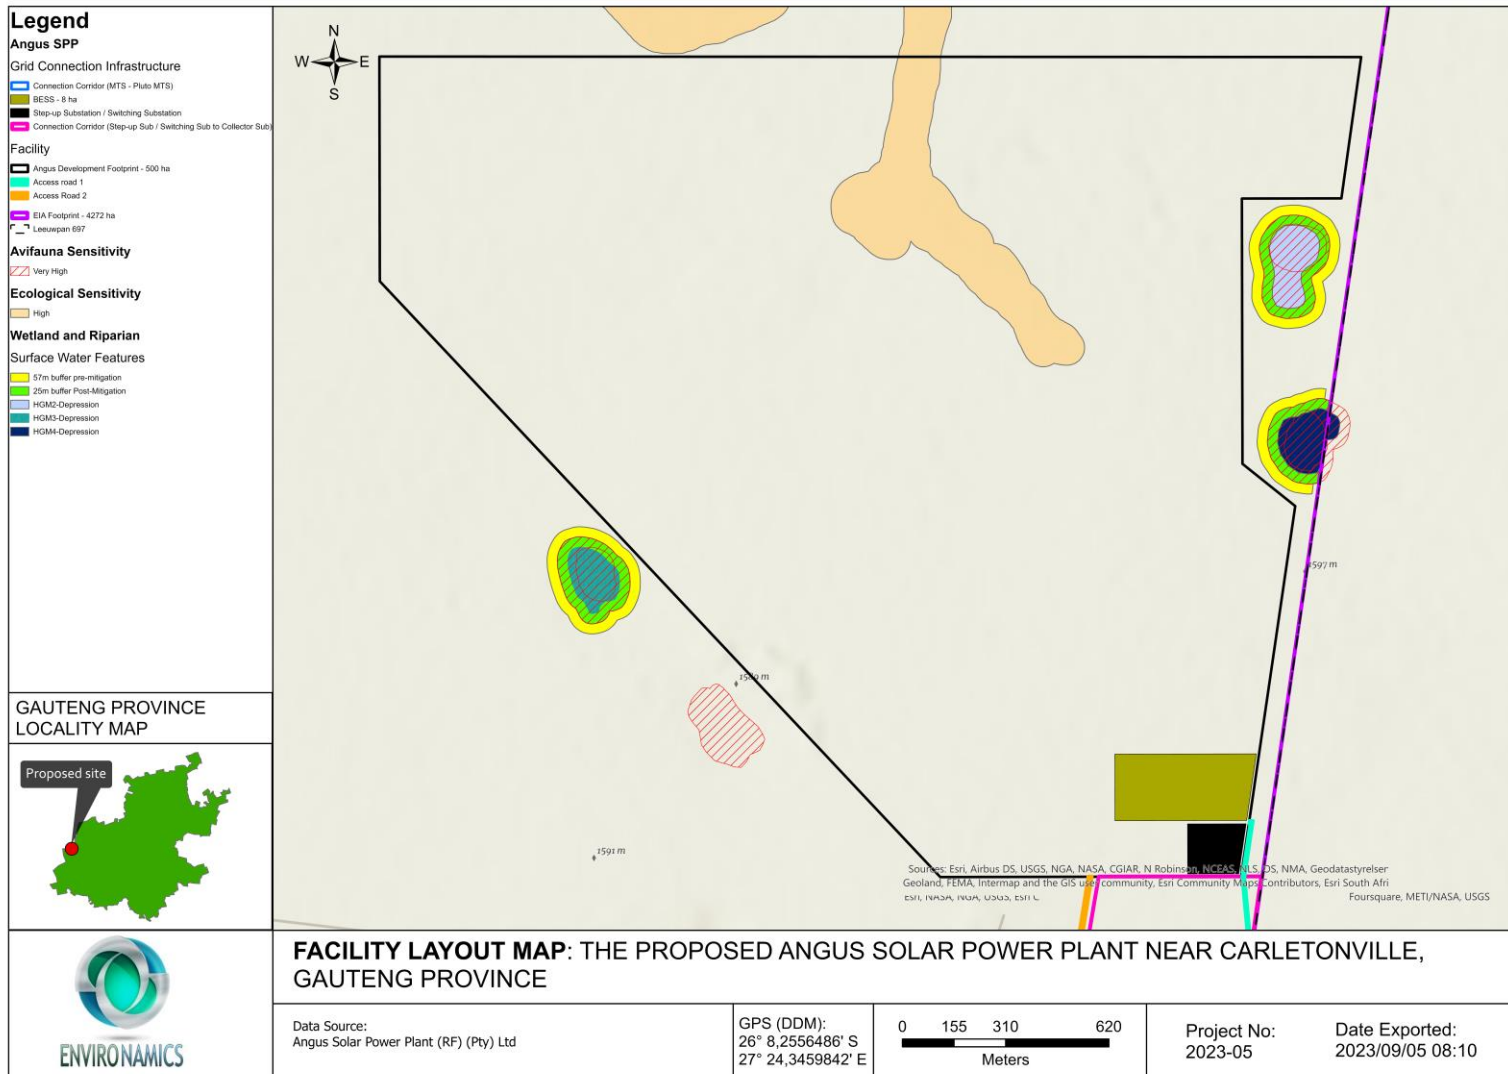 Legend
Angus SPP
Grid Connection Infrastructure
Connection Corridor (MTS - Pluto MTS)
BESS - 8 ha
Step-up Substation / Switching Substation
Connection Corridor (Step-up Sub / Switching Sub to Collector Sub)
Facility
Angus Development Footprint - 500 ha
Access road 1
Access Road 2
EIA Footprint - 4272 ha
Leeuwpan 697
Avifauna Sensitivity
Very High
Ecological Sensitivity
High
Wetland and Riparian
Surface Water Features
57m buffer pre-mitigation
25m buffer Post-Mitigation
HGM2-Depression
HGM3-Depression
HGM4-Depression
GAUTENG PROVINCE
LOCALITY MAP
Proposed site
ENVIRONAMICS
N
W E
S
1597 m
1589 m
1591 m
Sources: Esri, Airbus DS, USGS, NGA, NASA, CGIAR, N Robinson, NCEAS, NLS, OS, NMA, Geodatastyrelser
Geoland, FEMA, Intermap and the GIS user community, Esri Community Maps Contributors, Esri South Afri
Esri, NASA, NGA, USGS, Esri C Foursquare, METI/NASA, USGS
FACILITY LAYOUT MAP: THE PROPOSED ANGUS SOLAR POWER PLANT NEAR CARLETONVILLE,
GAUTENG PROVINCE
Data Source:
Angus Solar Power Plant (RF) (Pty) Ltd
GPS (DDM):
26° 8,2556486' S
27° 24,3459842' E
0 155 310 620
Meters
Project No:
2023-05
Date Exported:
2023/09/05 08:10